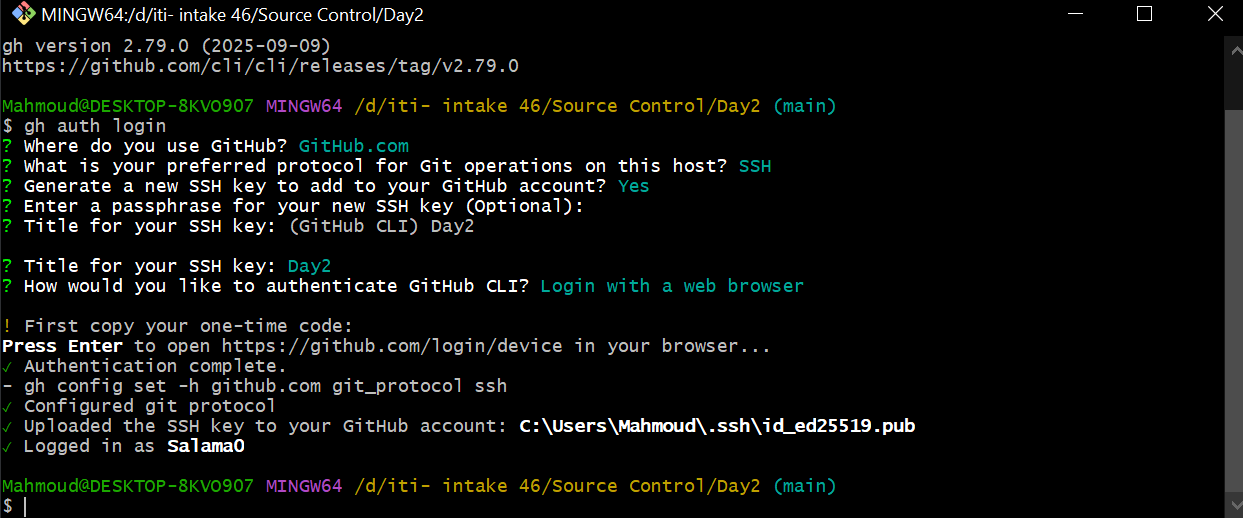 MINGW64:/d/iti- intake 46/Source Control/Day2
gh version 2.79.0 (2025-09-09)
https://github.com/cli/cli/releases/tag/v2.79.0
Mahmoud@DESKTOP-8KVO907 MINGW64 /d/iti- intake 46/Source Control/Day2 (main)
$ gh auth login
? Where do you use GitHub? GitHub.com
? What is your preferred protocol for Git operations on this host? SSH
? Generate a new SSH key to add to your GitHub account? Yes
? Enter a passphrase for your new SSH key (Optional):
? Title for your SSH key: (GitHub CLI) Day2
? Title for your SSH key: Day2
? How would you like to authenticate GitHub CLI? Login with a web browser
! First copy your one-time code:
Press Enter to open https://github.com/login/device in your browser...
✓ Authentication complete.
- gh config set -h github.com git_protocol ssh
✓ Configured git protocol
✓ Uploaded the SSH key to your GitHub account: C:\Users\Mahmoud\.ssh\id_ed25519.pub
✓ Logged in as Salama0
Mahmoud@DESKTOP-8KVO907 MINGW64 /d/iti- intake 46/Source Control/Day2 (main)
$